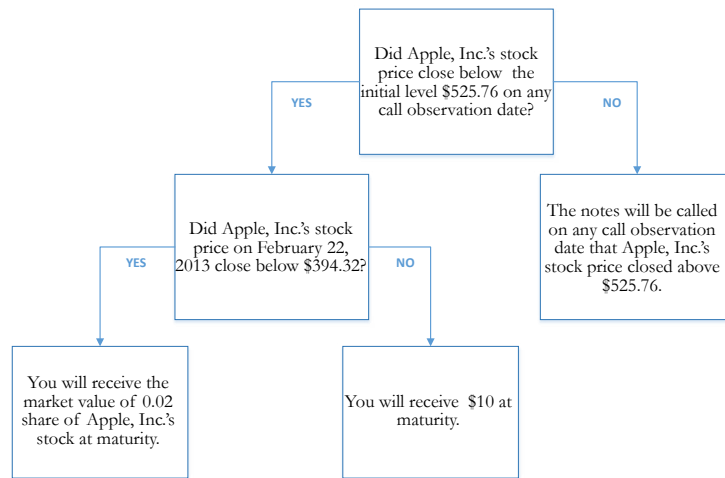 Did Apple, Inc.'s stock
price close below the
initial level $525.76 on any
call observation date?
YES
NO
Did Apple, Inc.'s stock
price on February 22,
2013 close below $394.32?
The notes will be called
on any call observation
date that Apple, Inc.'s
stock price closed above
$525.76.
YES
NO
You will receive the
market value of 0.02
share of Apple, Inc.'s
stock at maturity.
You will receive $10 at
maturity.